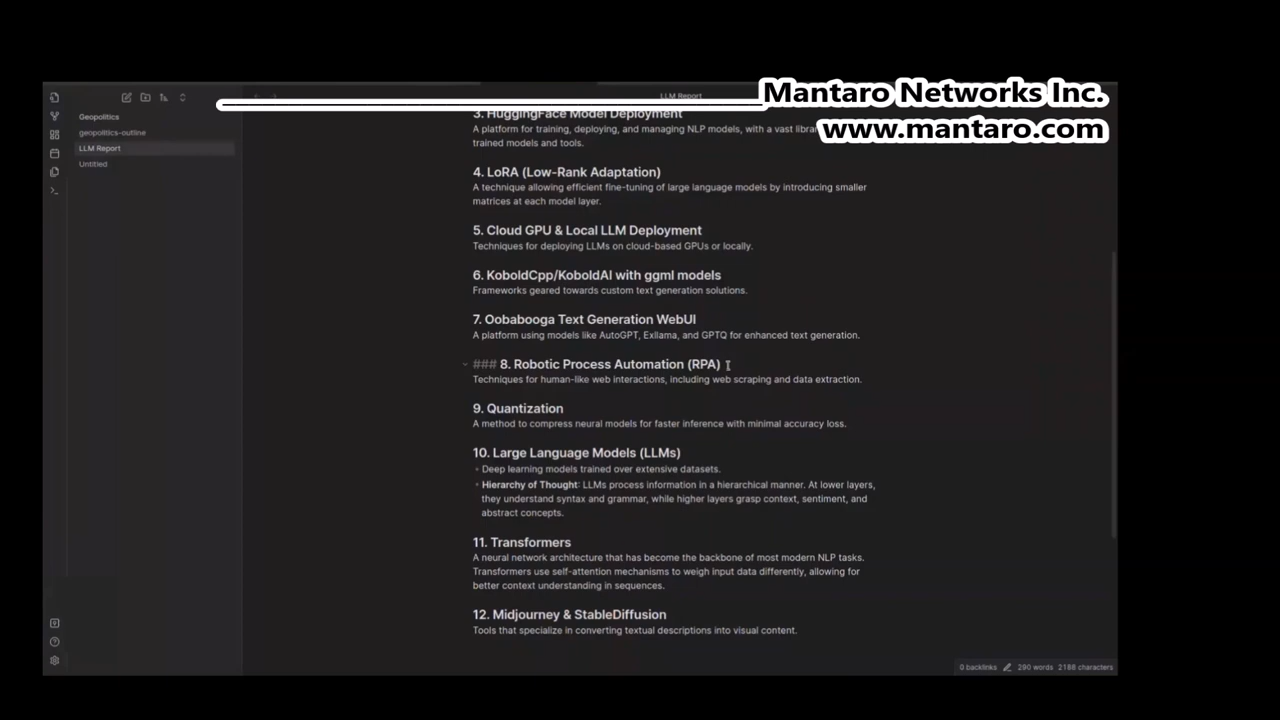 Mantaro Networks Inc.
www.mantaro.com
LLM Report
Geopolitics
geopolitics-outline
LLM Report
Untitled
3. HuggingFace Model Deployment
A platform for training, deploying, and managing NLP models, with a vast
trained models and tools.
4. LoRA (Low-Rank Adaptation)
A technique allowing efficient fine-tuning of large language models by introducing smaller
matrices at each model layer.
5. Cloud GPU & Local LLM Deployment
Techniques for deploying LLMs on cloud-based GPUs or locally.
6. KoboldCpp/KoboldAI with ggml models
Frameworks geared towards custom text generation solutions.
7. Oobabooga Text Generation WebUI
A platform using models like AutoGPT, Exllama, and GPTQ for enhanced text generation.
### 8. Robotic Process Automation (RPA)
Techniques for human-like web interactions, including web scraping and data extraction.
9. Quantization
A method to compress neural models for faster inference with minimal accuracy loss.
10. Large Language Models (LLMs)
• Deep learning models trained over extensive datasets.
• Hierarchy of Thought: LLMs process information in a hierarchical manner. At lower layers,
they understand syntax and grammar, while higher layers grasp context, sentiment, and
abstract concepts.
11. Transformers
A neural network architecture that has become the backbone of most modern NLP tasks.
Transformers use self-attention mechanisms to weigh input data differently, allowing for
better context understanding in sequences.
12. Midjourney & StableDiffusion
Tools that specialize in converting textual descriptions into visual content.
0 backlinks 290 words 2188 characters